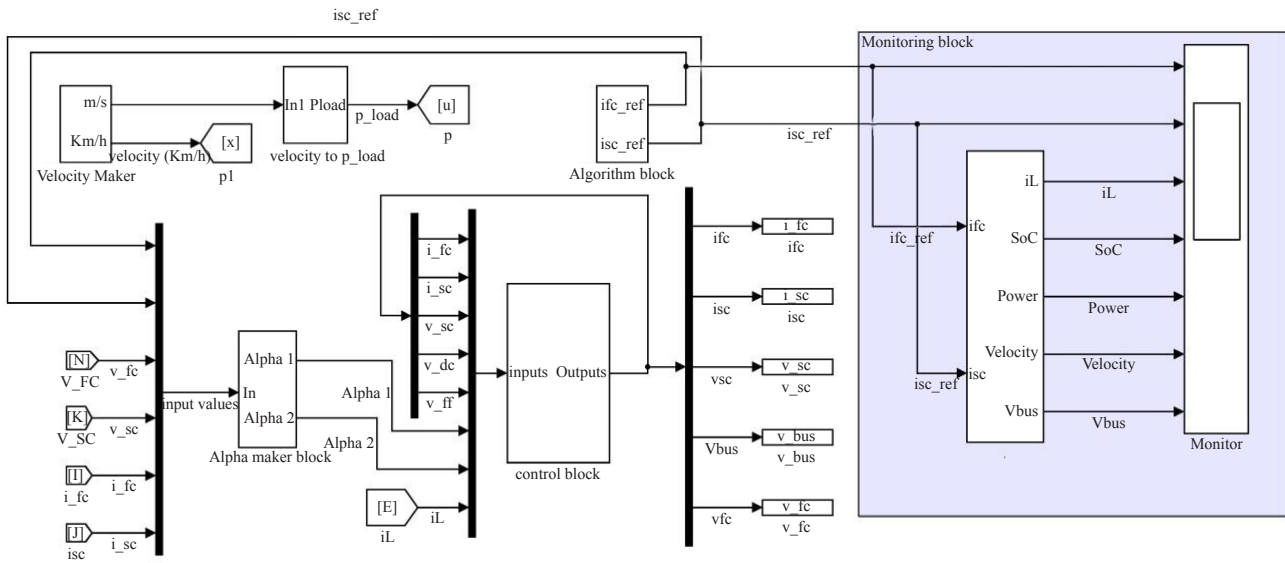 isc_ref
Monitoring block
m/s
Km/h
velocity (Km/h)
Velocity Maker
[x]
p1
In1 Pload
velocity to p_load
p_load
[u]
p
ifc_ref
isc_ref
Algorithm block
isc_ref
[N]
V_FC
v_fc
[K]
V_SC
v_sc
[I]
i_fc
i_fc
[J]
isc
i_sc
input values
Alpha 1
In
Alpha 2
Alpha maker block
Alpha 1
Alpha 2
i_fc
i_sc
v_sc
v_dc
v_ff
[E]
iL
iL
inputs Outputs
control block
ifc
i_fc
ifc
isc
i_sc
isc
vsc
v_sc
v_sc
Vbus
v_bus
v_bus
vfc
v_fc
v_fc
ifc_ref
isc_ref
ifc
isc
iL
SoC
Power
Velocity
Vbus
iL
SoC
Power
Velocity
Vbus
Monitor